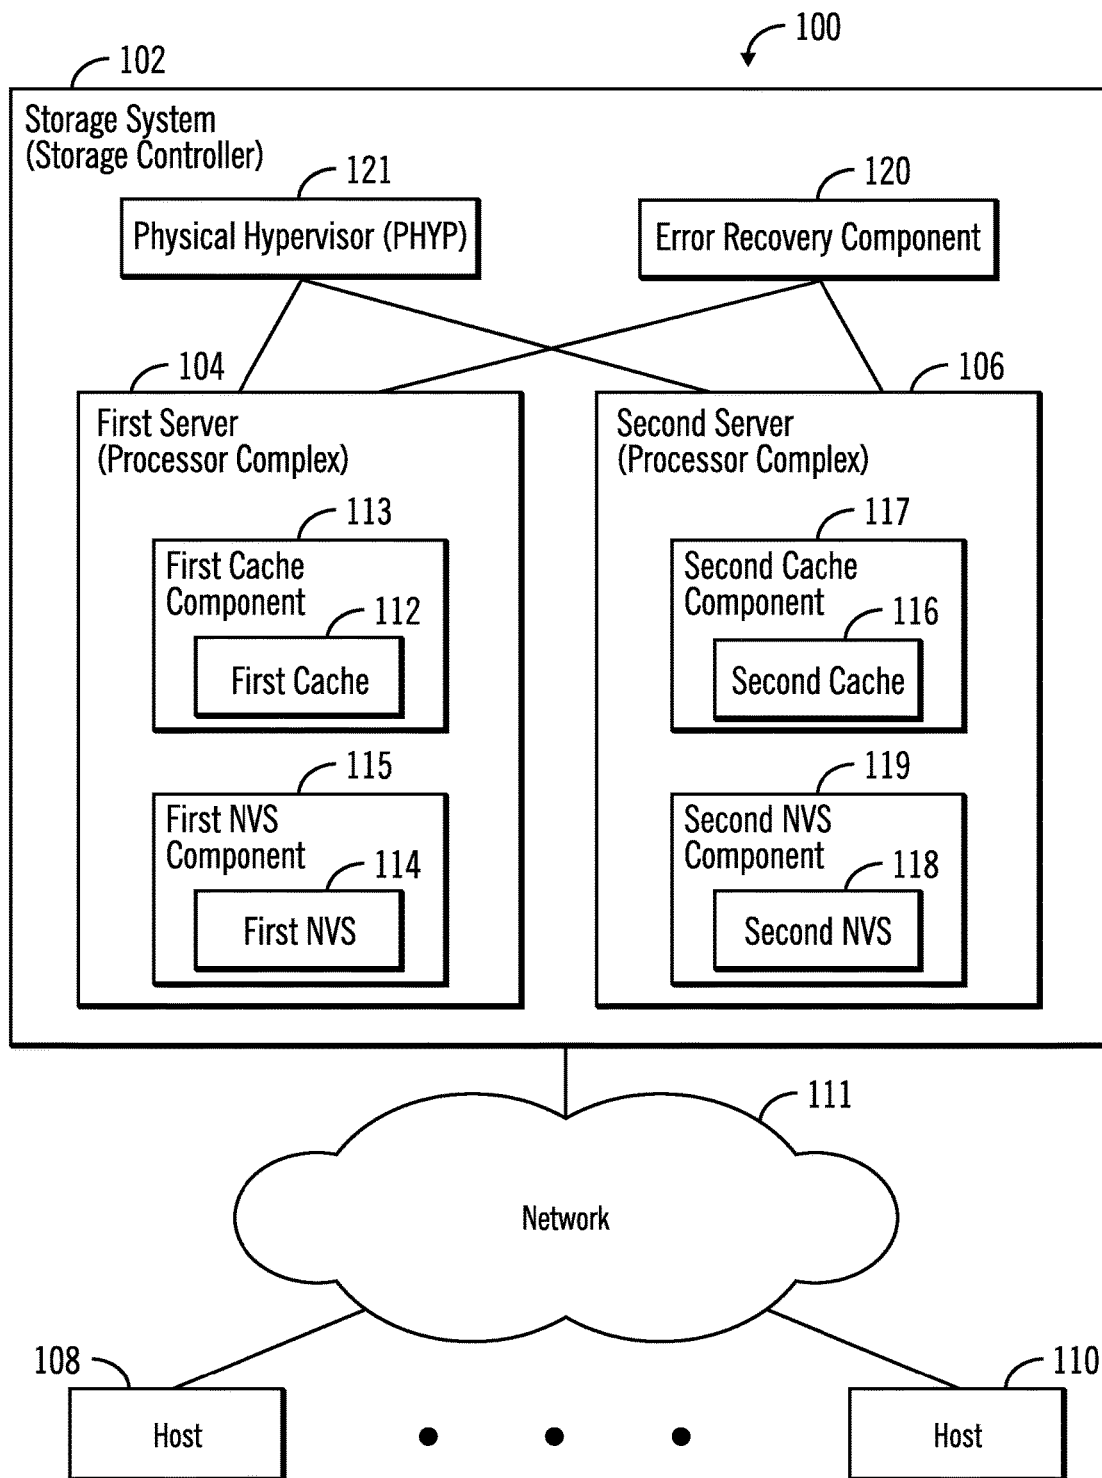 100
102
Storage System
(Storage Controller)
121
120
Physical Hypervisor (PHYP)
Error Recovery Component
104
106
First Server
(Processor Complex)
Second Server
(Processor Complex)
113
117
First Cache
Component
Second Cache
Component
112
116
First Cache
Second Cache
115
119
First NVS
Component
Second NVS
Component
114
118
First NVS
Second NVS
111
Network
108
110
Host
Host